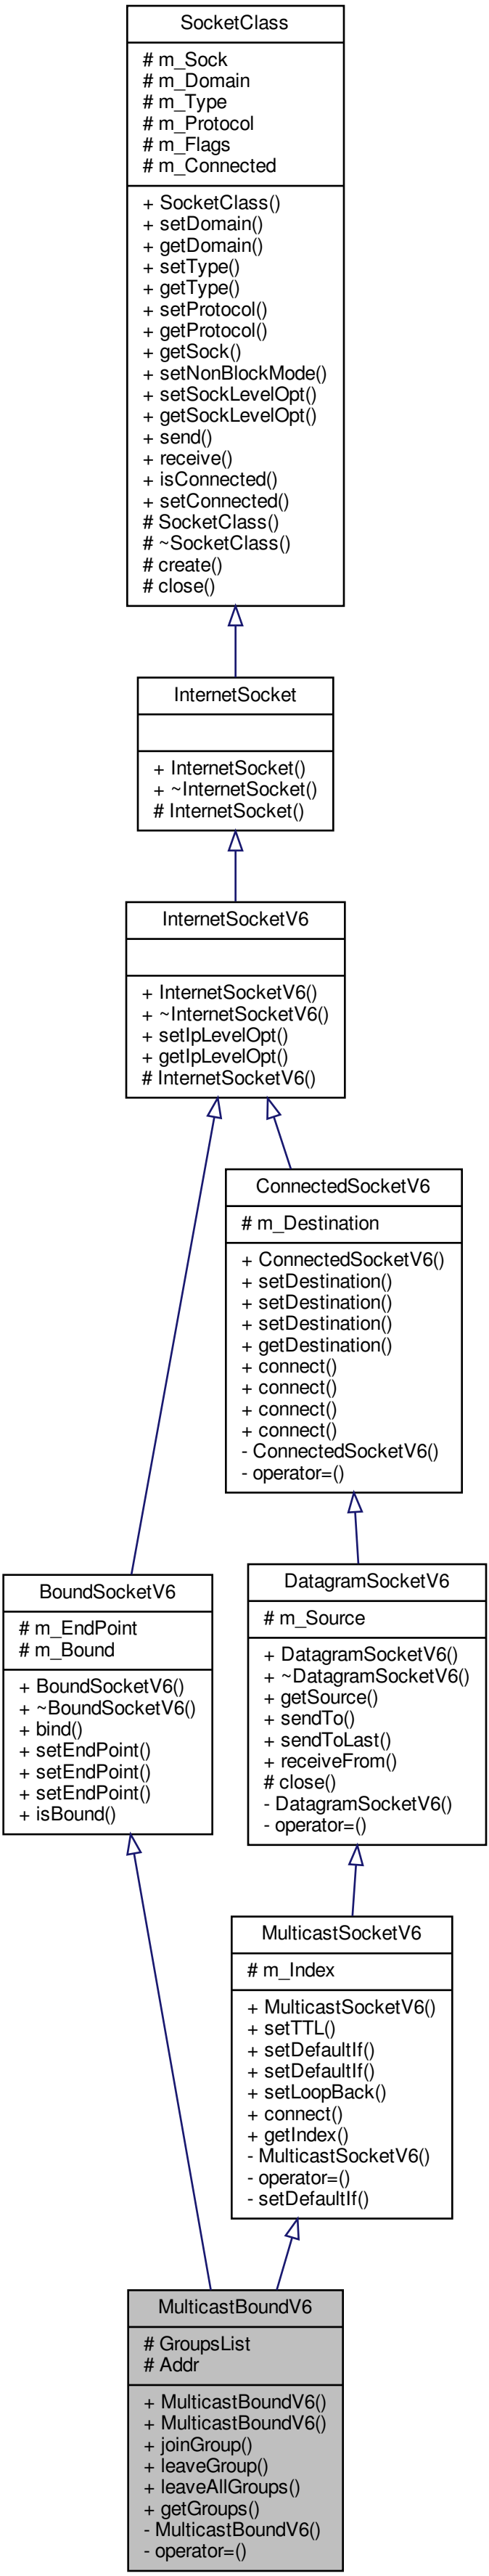 SocketClass
# m_Sock
# m_Domain
# m_Type
# m_Protocol
# m_Flags
# m_Connected
+ SocketClass()
+ setDomain()
+ getDomain()
+ setType()
+ getType()
+ setProtocol()
+ getProtocol()
+ getSock()
+ setNonBlockMode()
+ setSockLevelOpt()
+ getSockLevelOpt()
+ send()
+ receive()
+ isConnected()
+ setConnected()
# SocketClass()
# ~SocketClass()
# create()
# close()
InternetSocket
+ InternetSocket()
+ ~InternetSocket()
# InternetSocket()
InternetSocketV6
+ InternetSocketV6()
+ ~InternetSocketV6()
+ setIpLevelOpt()
+ getIpLevelOpt()
# InternetSocketV6()
ConnectedSocketV6
# m_Destination
+ ConnectedSocketV6()
+ setDestination()
+ setDestination()
+ setDestination()
+ getDestination()
+ connect()
+ connect()
+ connect()
+ connect()
- ConnectedSocketV6()
- operator=()
BoundSocketV6
# m_EndPoint
# m_Bound
+ BoundSocketV6()
+ ~BoundSocketV6()
+ bind()
+ setEndPoint()
+ setEndPoint()
+ setEndPoint()
+ isBound()
DatagramSocketV6
# m_Source
+ DatagramSocketV6()
+ ~DatagramSocketV6()
+ getSource()
+ sendTo()
+ sendToLast()
+ receiveFrom()
# close()
- DatagramSocketV6()
- operator=()
MulticastSocketV6
# m_Index
+ MulticastSocketV6()
+ setTTL()
+ setDefaultIf()
+ setDefaultIf()
+ setLoopBack()
+ connect()
+ getIndex()
- MulticastSocketV6()
- operator=()
- setDefaultIf()
MulticastBoundV6
# GroupsList
# Addr
+ MulticastBoundV6()
+ MulticastBoundV6()
+ joinGroup()
+ leaveGroup()
+ leaveAllGroups()
+ getGroups()
- MulticastBoundV6()
- operator=()